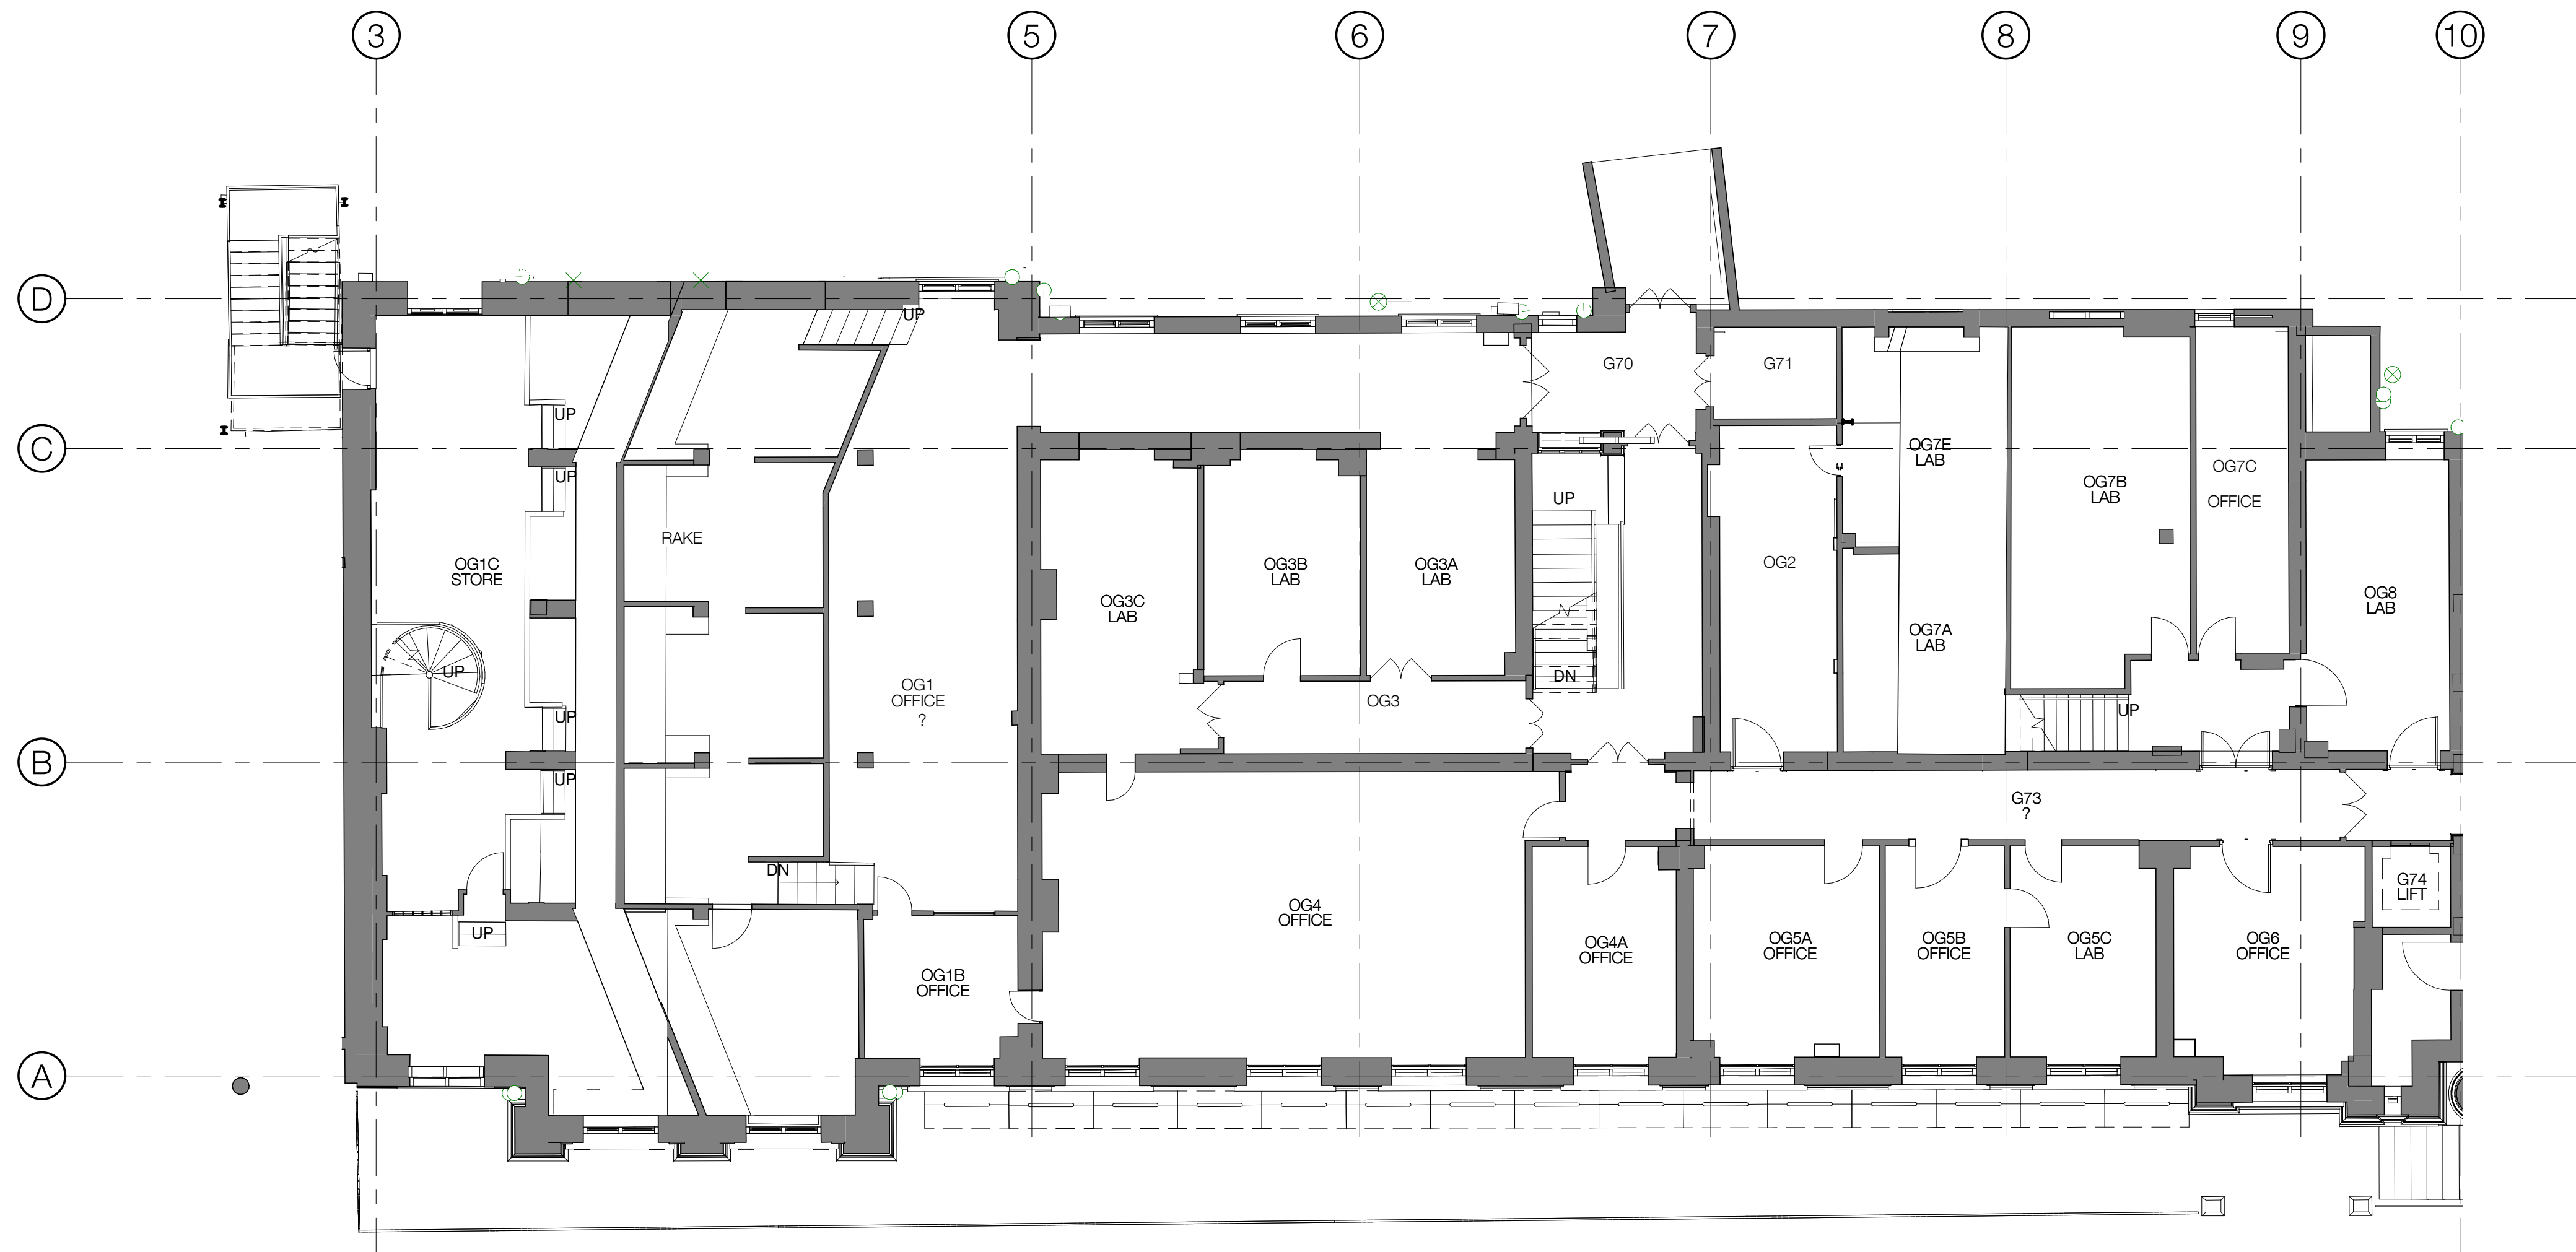 3
5
6
7
8
9
10
D
C
B
A
UP
G70
G71
UP
UP
OG7E
LAB
OG7C
OFFICE
OG7B
LAB
UP
RAKE
OG2
OG1C
STORE
OG3B
LAB
OG3A
LAB
OG3C
LAB
OG8
LAB
OG7A
LAB
UP
DN
OG1
OFFICE
?
OG3
UP
UP
UP
G73
?
DN
G74
LIFT
OG4
OFFICE
UP
OG4A
OFFICE
OG5A
OFFICE
OG5B
OFFICE
OG5C
LAB
OG6
OFFICE
OG1B
OFFICE